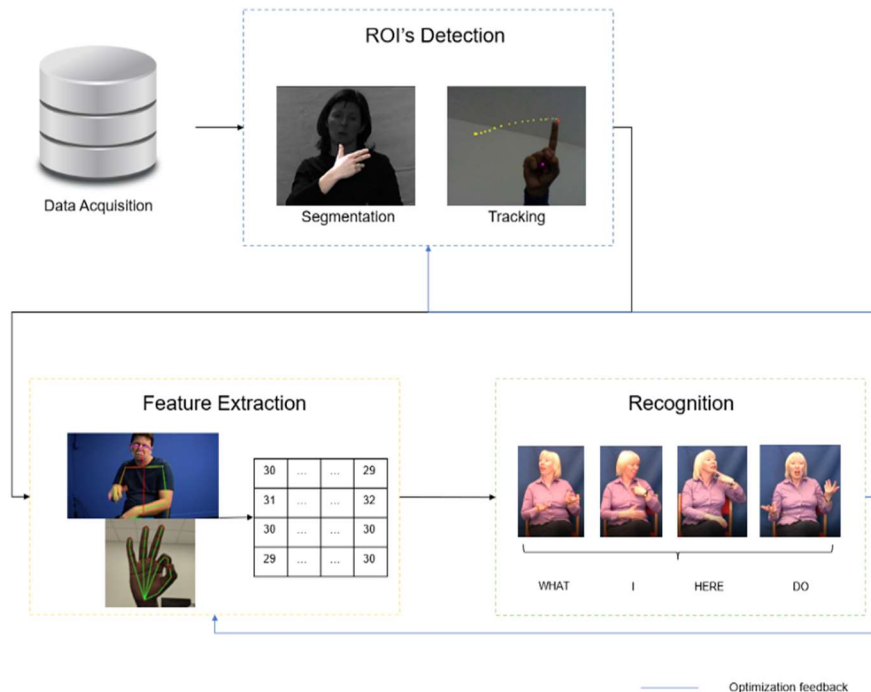 ROI's Detection
Data Acquisition
Segmentation
Tracking
Feature Extraction
30 ... ... 29
31 ... ... 32
30 ... ... 30
29 ... ... 30
Recognition
WHAT I HERE DO
Optimization feedback